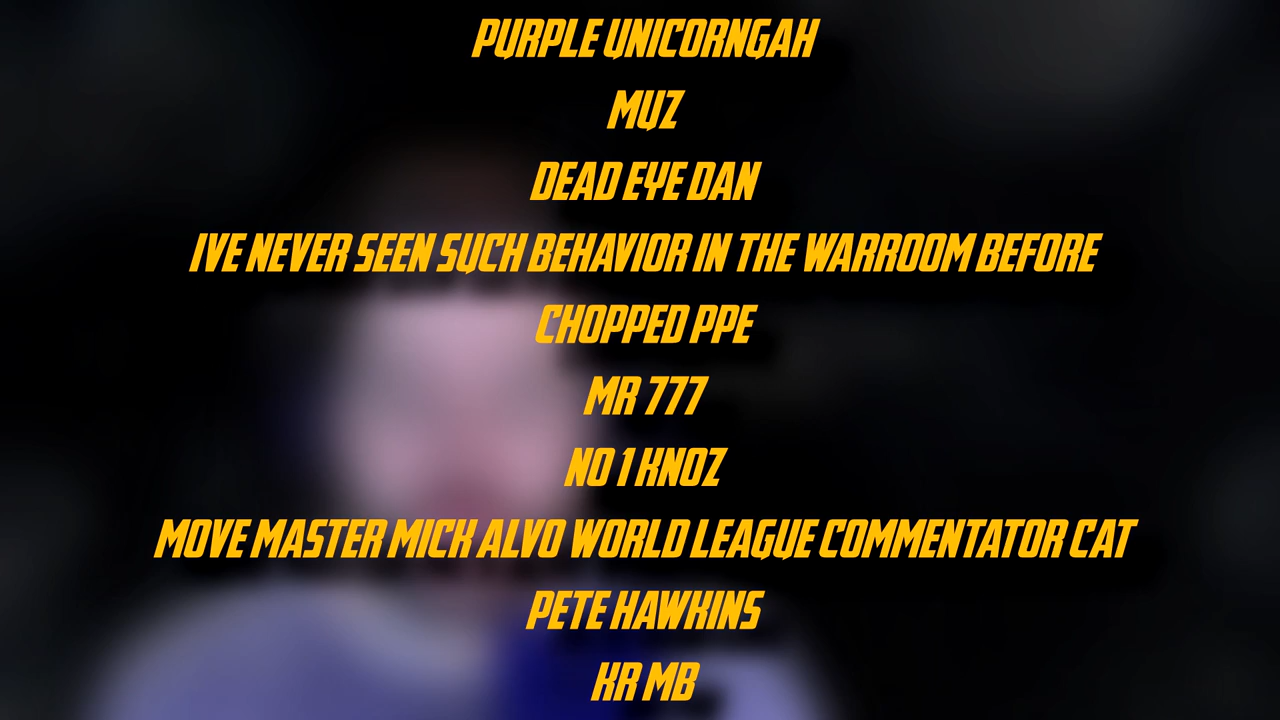 PURPLE UNICORNGAH
MUZ
DEAD EYE DAN
IVE NEVER SEEN SUCH BEHAVIOR IN THE WARROOM BEFORE
CHOPPED PPE
MR 777
NO 1 KNOZ
MOVE MASTER MICK ALVO WORLD LEAGUE COMMENTATOR CAT
PETE HAWKINS
KR MB